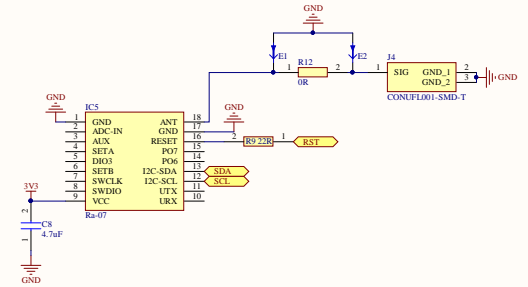 GND
E1
E2
R12
1
2
0R
J4
1
SIG
GND_1
GND_2
2
3
GND
CONUFL001-SMD-T
GND
GND
IC5
1 GND ANT 18
2 ADC-IN GND 17
3 AUX RESET 16
4 SETA PO7 15
5 DIO3 PO6 14
6 SETB I2C-SDA 13
7 SWCLK I2C-SCL 12
8 SWDIO UTX 11
9 VCC URX 10
Ra-07
2 R9 22R 1 RST
SDA
SCL
3V3
2
C8
4.7uF
1
GND